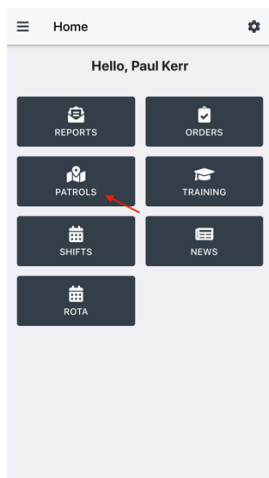 Home
Hello, Paul Kerr
REPORTS
ORDERS
PATROLS
TRAINING
SHIFTS
NEWS
ROTA